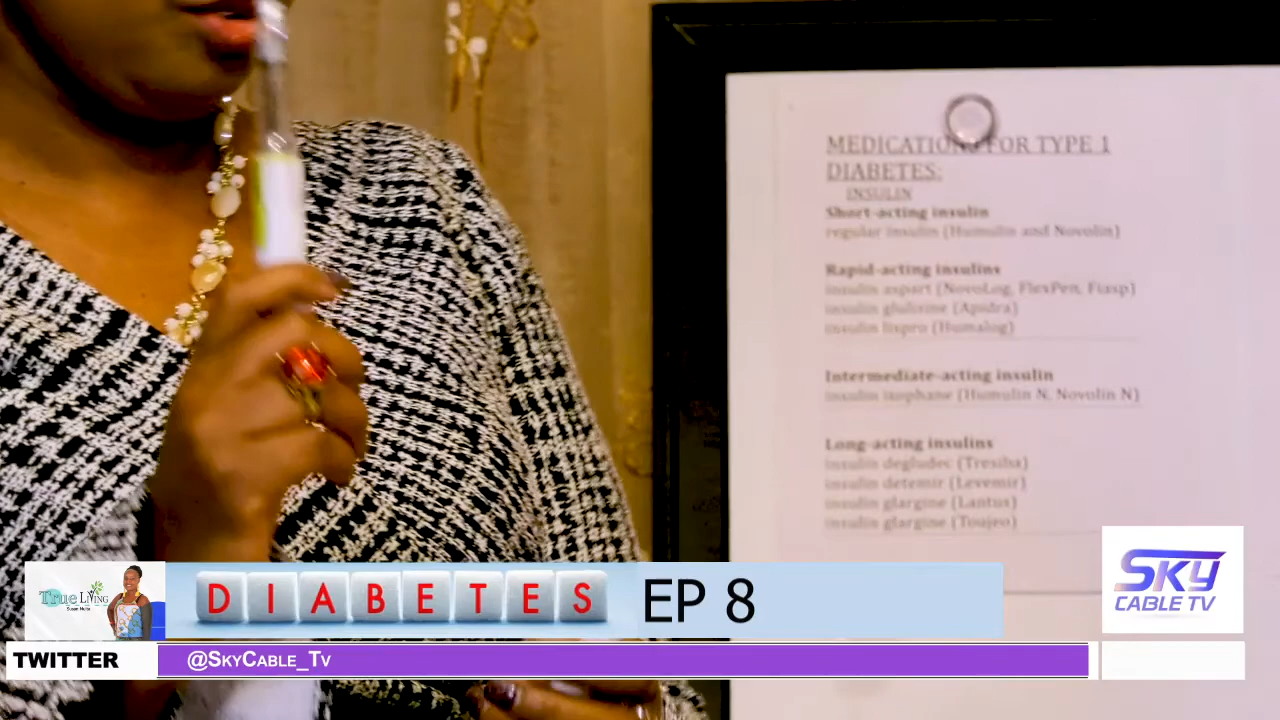 MEDICATIONS FOR TYPE 1
DIABETES:
INSULIN
Short-acting insulin
regular insulin (Humulin and Novolin)
Rapid-acting insulins
insulin aspart (NovoLog, FlexPen, Fiasp)
insulin glulisine (Apidra)
insulin lispro (Humalog)
Intermediate-acting insulin
insulin isophane (Humulin N, Novolin N)
Long-acting insulins
insulin degludec (Tresiba)
insulin detemir (Levemir)
insulin glargine (Lantus)
insulin glargine (Toujeo)
SKY
CABLE TV
True Living
DIABETES EP 8
TWITTER @SkyCable_Tv